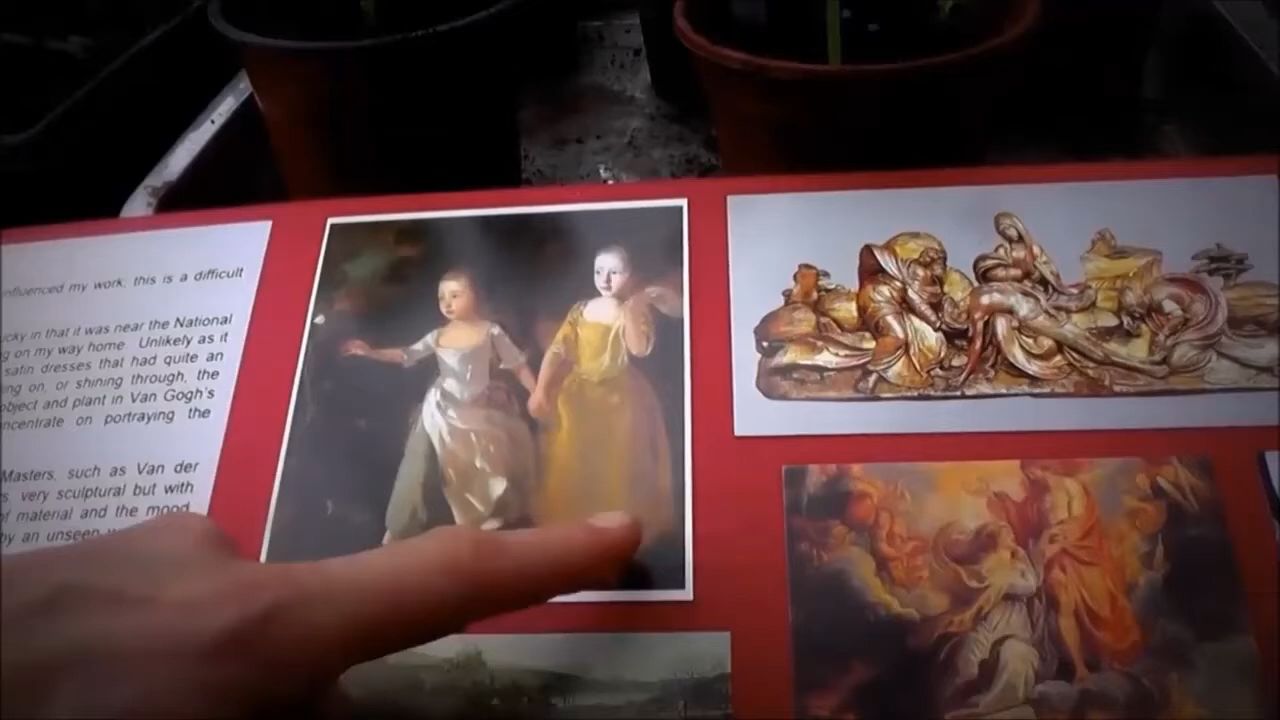 influenced my work, this is a difficult
ucky in that it was near the National
g on my way home. Unlikely as it
satin dresses that had quite an
ing on, or shining through, the
object and plant in Van Gogh's
oncentrate on portraying the
Masters, such as Van der
s, very sculptural but with
of material and the mood
by an unseen